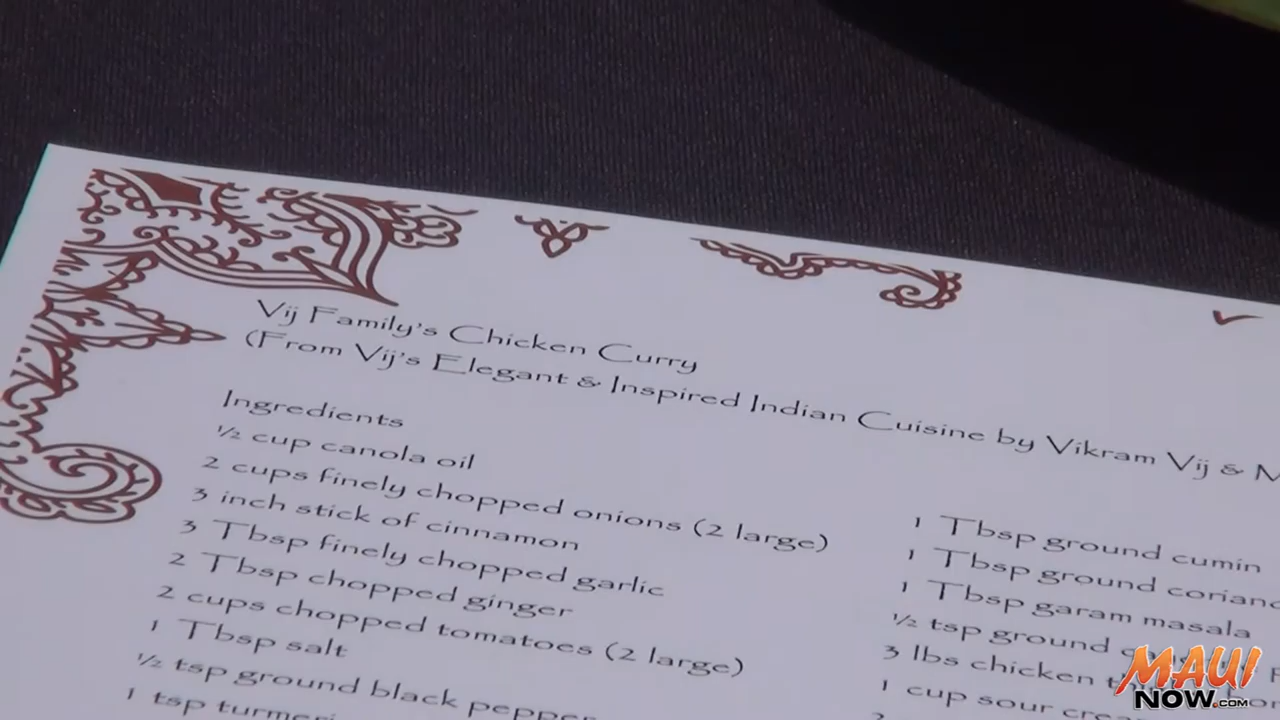 Vij Family's Chicken Curry
(From Vij's Elegant & Inspired Indian Cuisine by Vikram Vij &
Ingredients
½ cup canola oil
2 cups finely chopped onions (2 large)
3 inch stick of cinnamon
3 Tbsp finely chopped garlic
2 Tbsp chopped ginger
2 cups chopped tomatoes (2 large)
1 Tbsp salt
½ tsp ground black pepper
1 tsp
1 Tbsp ground cumin
1 Tbsp ground
1 Tbsp garam masala
½ tsp ground
3 lbs chicken
1 cup sour
MAUI
NOW.COM